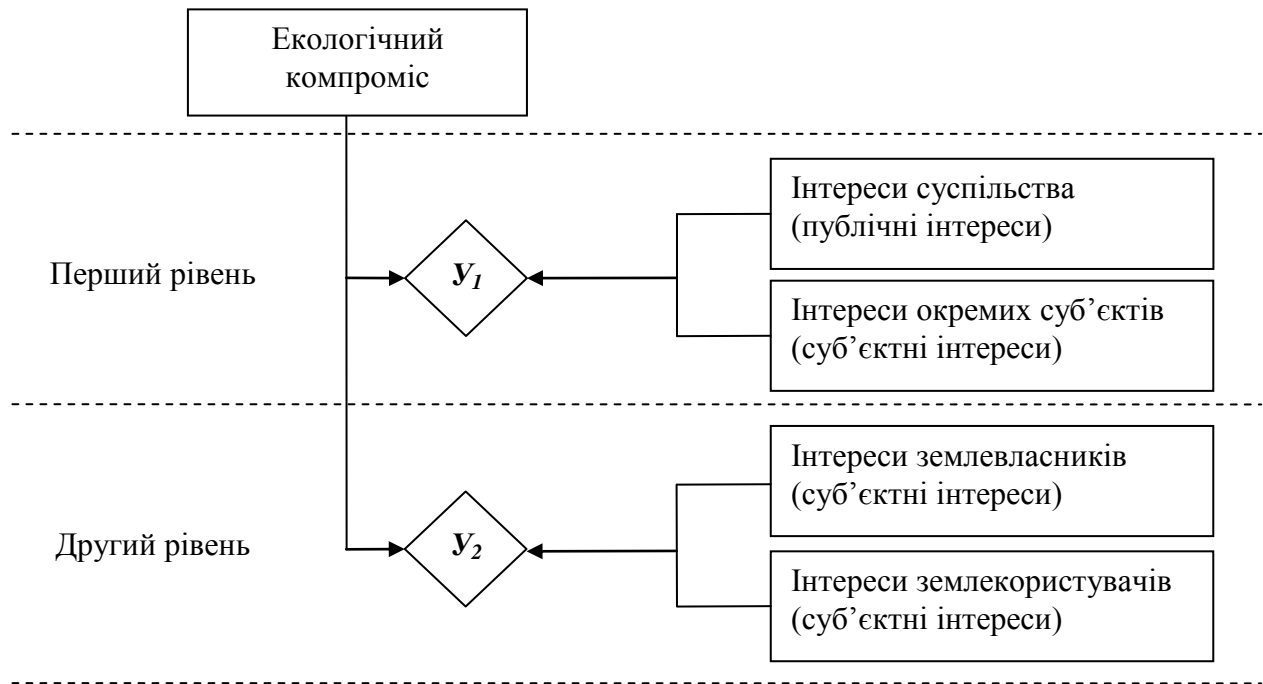 Екологічний
компроміс
Інтереси суспільства
(публічні інтереси)
Перший рівень
У1
Інтереси окремих суб’єктів
(суб’єктні інтереси)
Інтереси землевласників
(суб’єктні інтереси)
Другий рівень
У2
Інтереси землекористувачів
(суб’єктні інтереси)